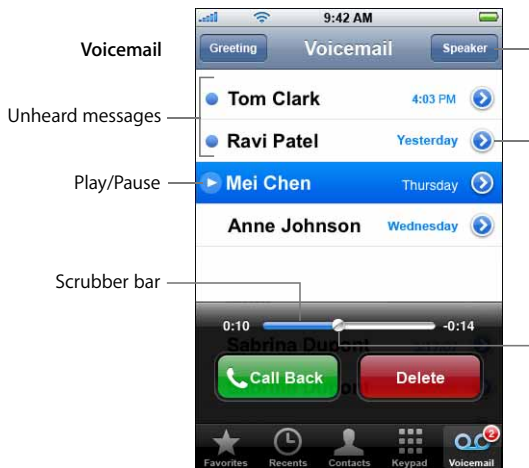 9:42 AM
Voicemail
Greeting
Voicemail
Speaker
Unheard messages
Tom Clark
4:03 PM
Ravi Patel
Yesterday
Play/Pause
Mei Chen
Thursday
Anne Johnson
Wednesday
Scrubber bar
0:10
-0:14
Sabrina Dupont
Call Back
Delete
Favorites
Recents
Contacts
Keypad
2
Voicemail